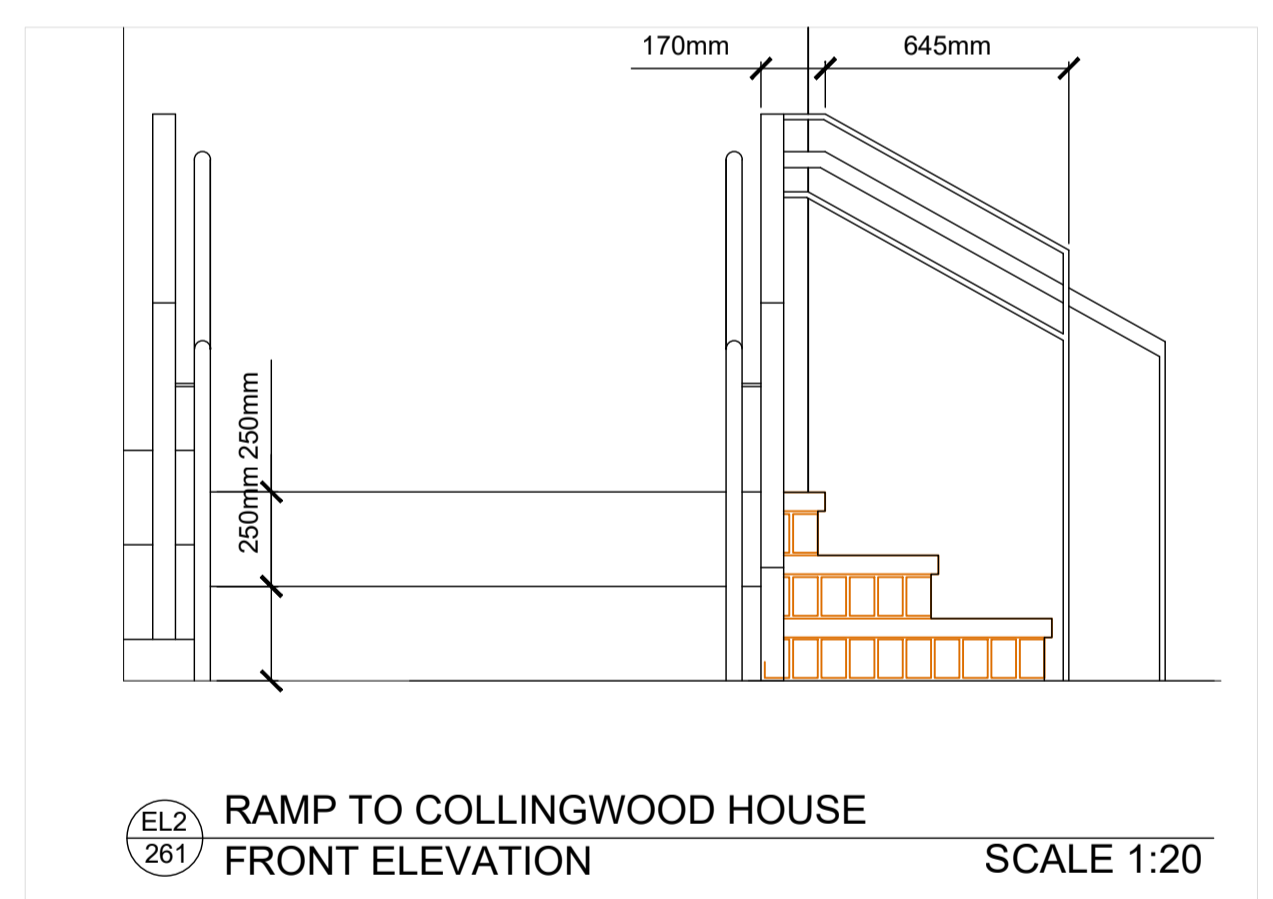 170mm
645mm
250mm
250mm
EL2
261
RAMP TO COLLINGWOOD HOUSE
FRONT ELEVATION
SCALE 1:20